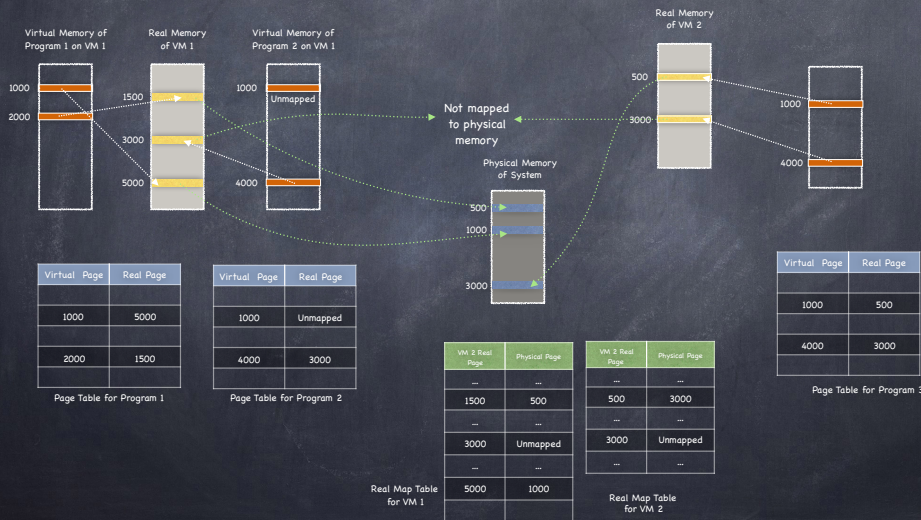 Virtual Memory of
Program 1 on VM 1
Real Memory
of VM 1
Virtual Memory of
Program 2 on VM 1
Real Memory
of VM 2
1000
2000
1500
3000
5000
1000
Unmapped
4000
Not mapped
to physical
memory
500
3000
1000
4000
Physical Memory
of System
500
1000
3000
Virtual Page Real Page
1000 5000
2000 1500
Page Table for Program 1
Virtual Page Real Page
1000 Unmapped
4000 3000
Page Table for Program 2
Virtual Page Real Page
1000 500
4000 3000
Page Table for Program 3
VM 2 Real
Page
Physical Page
... ...
1500 500
... ...
3000 Unmapped
... ...
5000 1000
Real Map Table
for VM 1
VM 2 Real
Page
Physical Page
... ...
500 3000
... ...
3000 Unmapped
... ...
Real Map Table
for VM 2